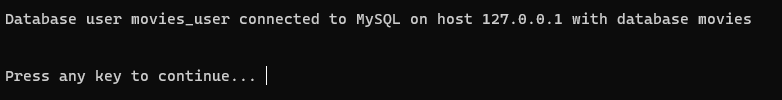 Database user movies_user connected to MySQL on host 127.0.0.1 with database movies
Press any key to continue...